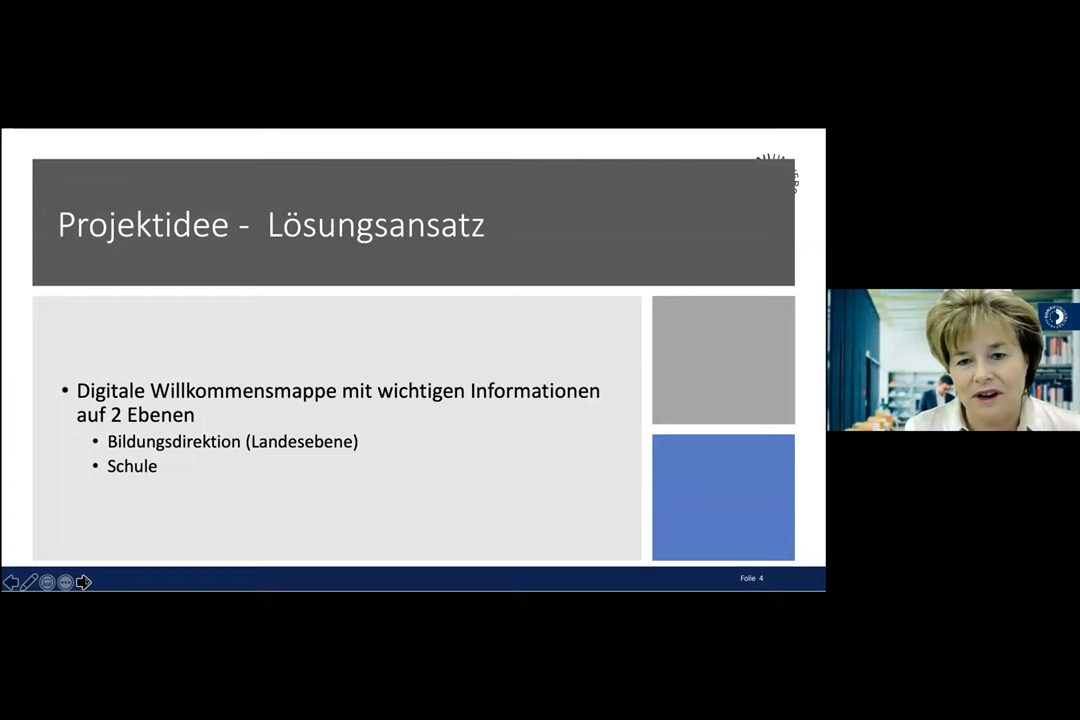 Projektidee - Lösungsansatz
• Digitale Willkommensmappe mit wichtigen Informationen
auf 2 Ebenen
• Bildungsdirektion (Landesebene)
• Schule
Folie 4